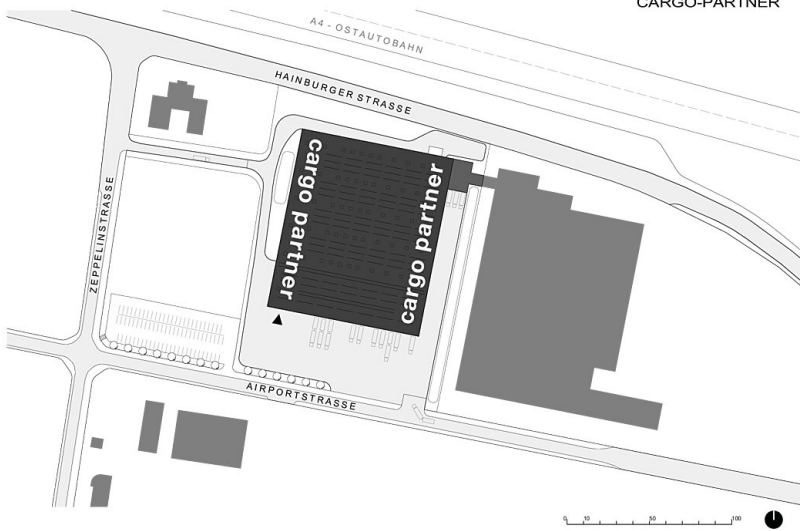 CARGO-PARTNER
A4 - OSTAUTOBAHN
HAINBURGER STRASSE
cargo partner
cargo partner
ZEPPELINSTRASSE
AIRPORTSTRASSE
0 10 50 100